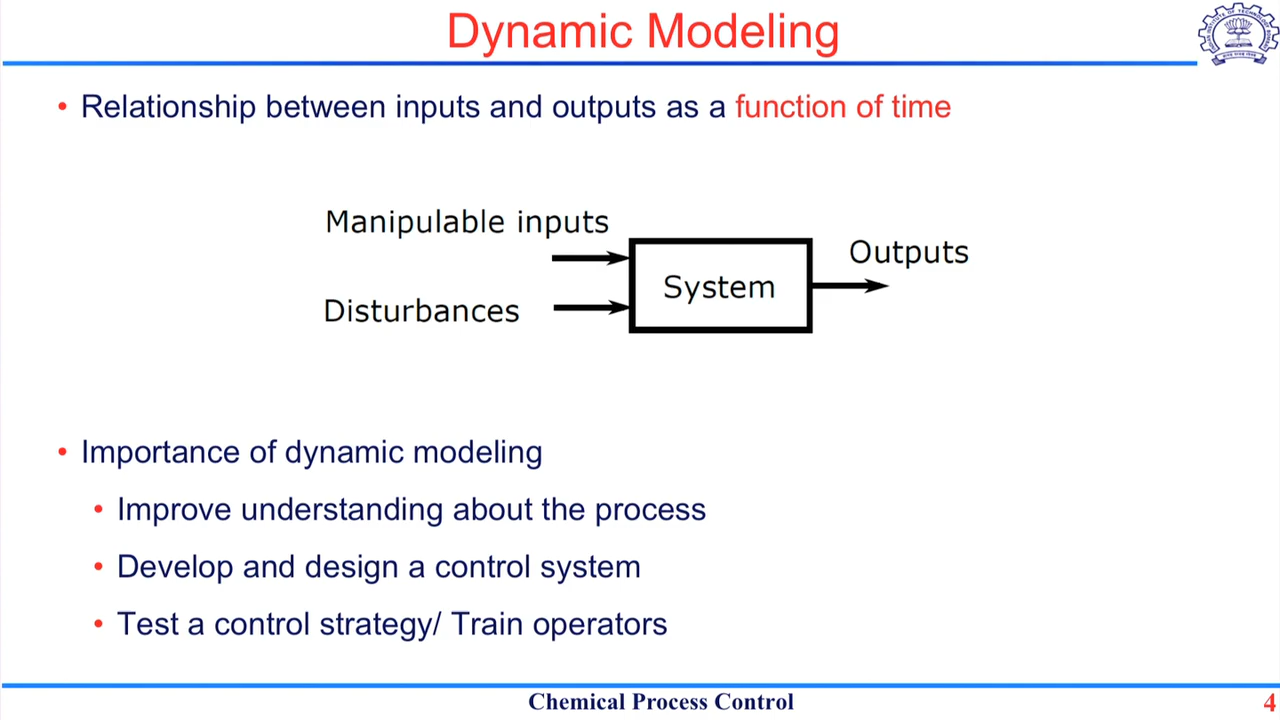 Dynamic Modeling
• Relationship between inputs and outputs as a function of time
Manipulable inputs
Disturbances
System
Outputs
• Importance of dynamic modeling
• Improve understanding about the process
• Develop and design a control system
• Test a control strategy/ Train operators
Chemical Process Control
4